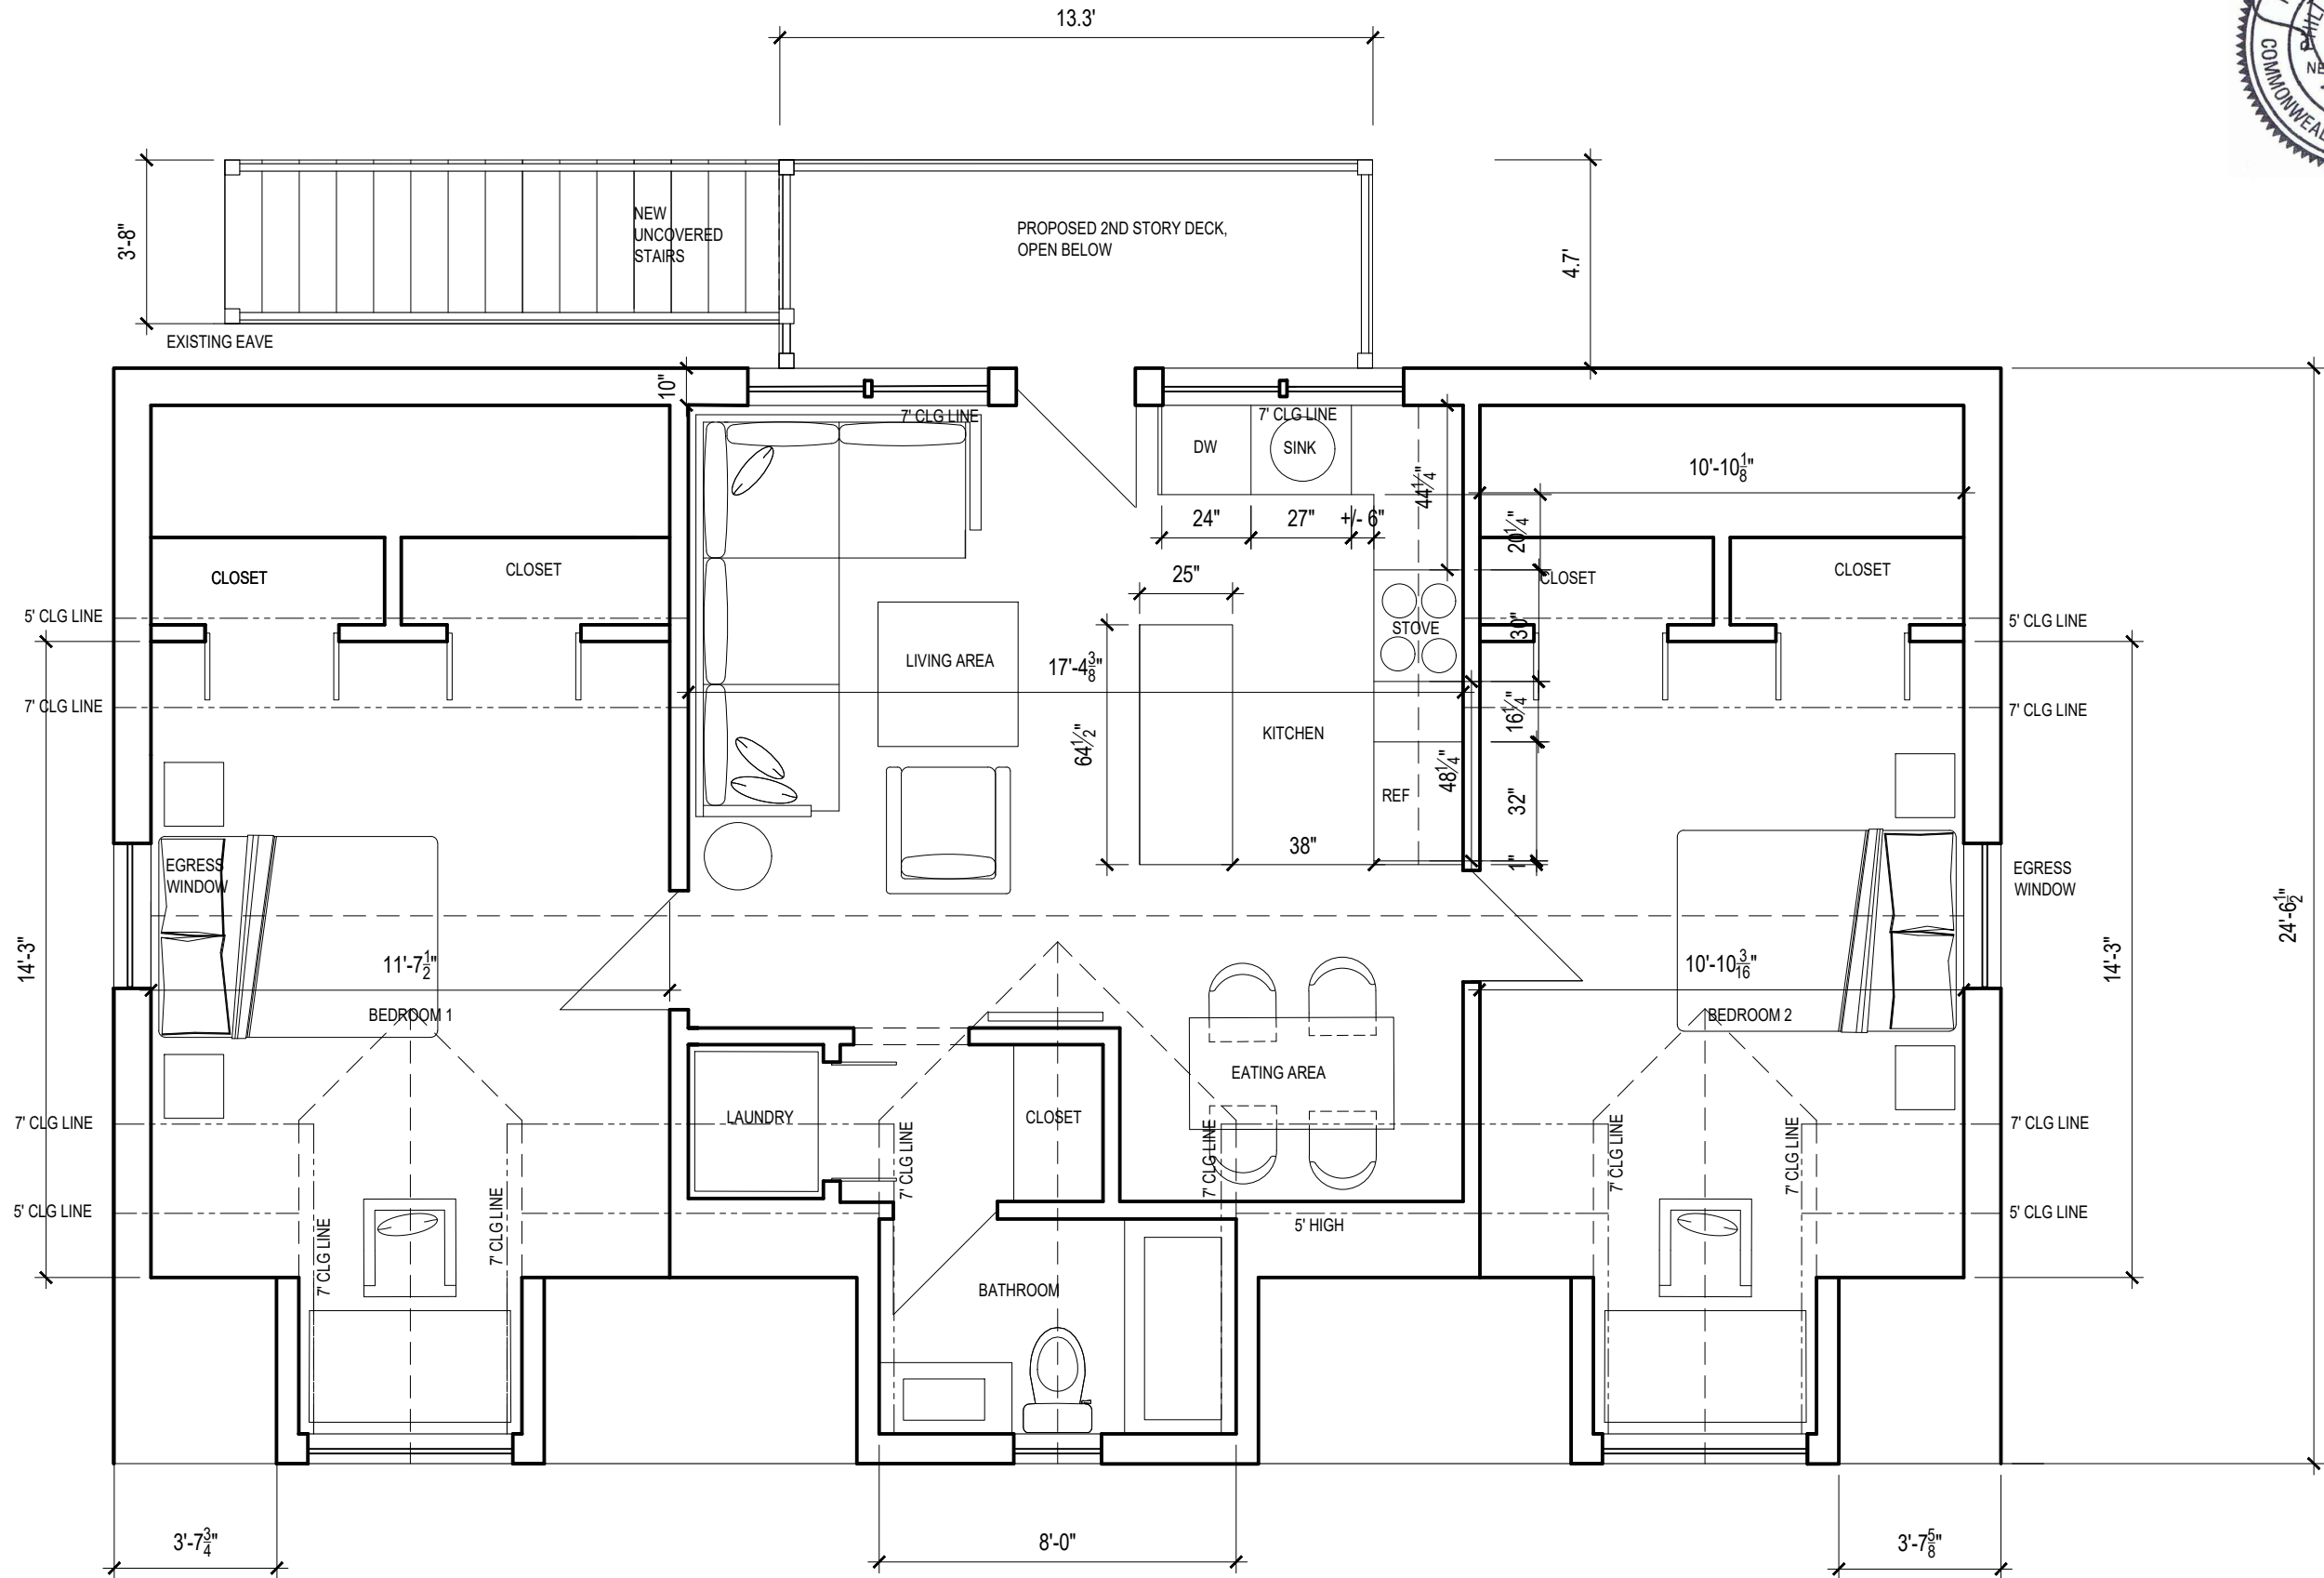 13.3'
COMMONWEAL
NE
3'-8"
NEW
UNCOVERED
STAIRS
PROPOSED 2ND STORY DECK,
OPEN BELOW
4.7'
EXISTING EAVE
10"
7' CLG LINE
7' CLG LINE
DW
SINK
44 1/4"
10'-10 1/8"
24"
27"
+/- 6"
20 1/4"
CLOSET
CLOSET
25"
CLOSET
CLOSET
5' CLG LINE
STOVE
30"
5' CLG LINE
LIVING AREA
17'-4 3/8"
7' CLG LINE
16 1/4"
7' CLG LINE
64 1/2"
KITCHEN
48 1/4"
REF
32"
38"
1"
EGRESS
WINDOW
EGRESS
WINDOW
24'-6 1/2"
14'-3"
11'-7 1/2"
10'-10 3/16"
14'-3"
BEDROOM 1
BEDROOM 2
EATING AREA
LAUNDRY
CLOSET
7' CLG LINE
7' CLG LINE
7' CLG LINE
7' CLG LINE
7' CLG LINE
7' CLG LINE
5' CLG LINE
7' CLG LINE
7' CLG LINE
5' HIGH
5' CLG LINE
BATHROOM
3'-7 3/4"
8'-0"
3'-7 5/8"